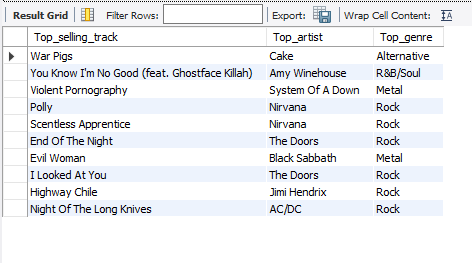 Result Grid Filter Rows: Export: Wrap Cell Content: IA
Top_selling_track Top_artist Top_genre
War Pigs Cake Alternative
You Know I'm No Good (feat. Ghostface Killah) Amy Winehouse R&B/Soul
Violent Pornography System Of A Down Metal
Polly Nirvana Rock
Scentless Apprentice Nirvana Rock
End Of The Night The Doors Rock
Evil Woman Black Sabbath Metal
I Looked At You The Doors Rock
Highway Chile Jimi Hendrix Rock
Night Of The Long Knives AC/DC Rock